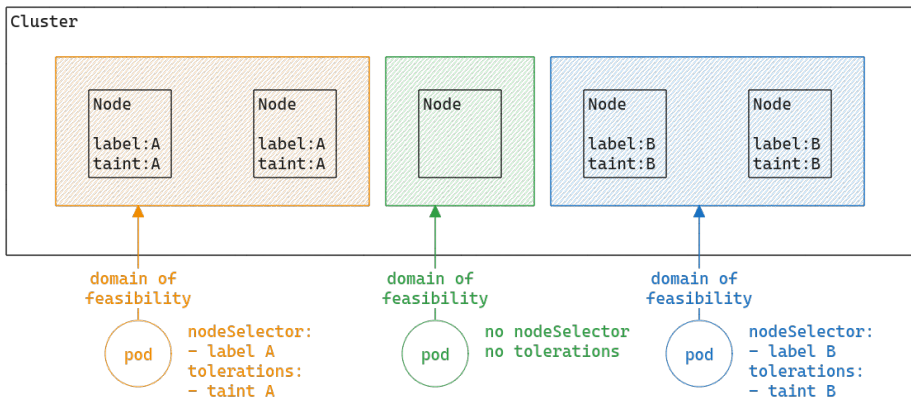 Cluster
Node
label:A
taint:A
Node
label:A
taint:A
Node
Node
label:B
taint:B
Node
label:B
taint:B
domain of
feasibility
domain of
feasibility
domain of
feasibility
pod
nodeSelector:
- label A
tolerations:
- taint A
pod
no nodeSelector
no tolerations
pod
nodeSelector:
- label B
tolerations:
- taint B